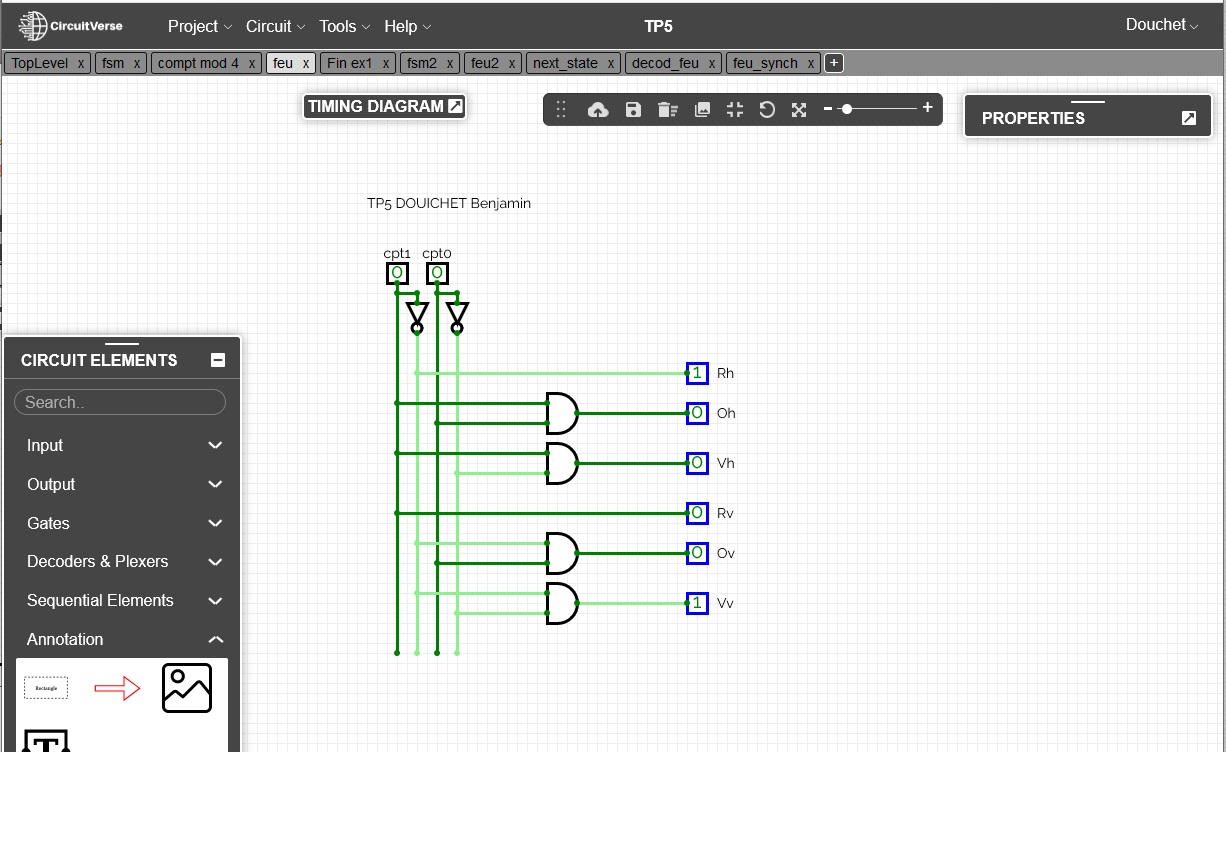 CircuitVerse
Project Circuit Tools Help
TP5
Douchet
TopLevel x fsm x compt mod 4 x feu x Fin ex1 x fsm2 x feu2 x next_state x decod_feu x feu_synch x +
TIMING DIAGRAM
PROPERTIES
TP5 DOUICHET Benjamin
cpt1 cpt0
0 0
1 Rh
0 Oh
0 Vh
0 Rv
0 Ov
1 Vv
CIRCUIT ELEMENTS
Search..
Input
Output
Gates
Decoders & Plexers
Sequential Elements
Annotation
Rectangle
T